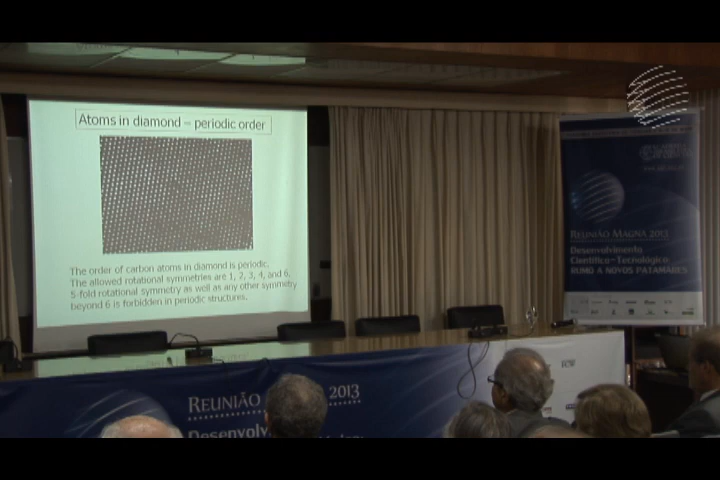 Atoms in diamond – periodic order
The order of carbon atoms in diamond is periodic.
The allowed rotational symmetries are 1, 2, 3, 4, and 6.
5-fold rotational symmetry as well as any other symmetry
beyond 6 is forbidden in periodic structures.
REUNIÃO MAGNA 2013
Desenvolvimento
Científico-Tecnológico:
RUMO A NOVOS PATAMARES
REUNIÃO 2013
Desenvolv